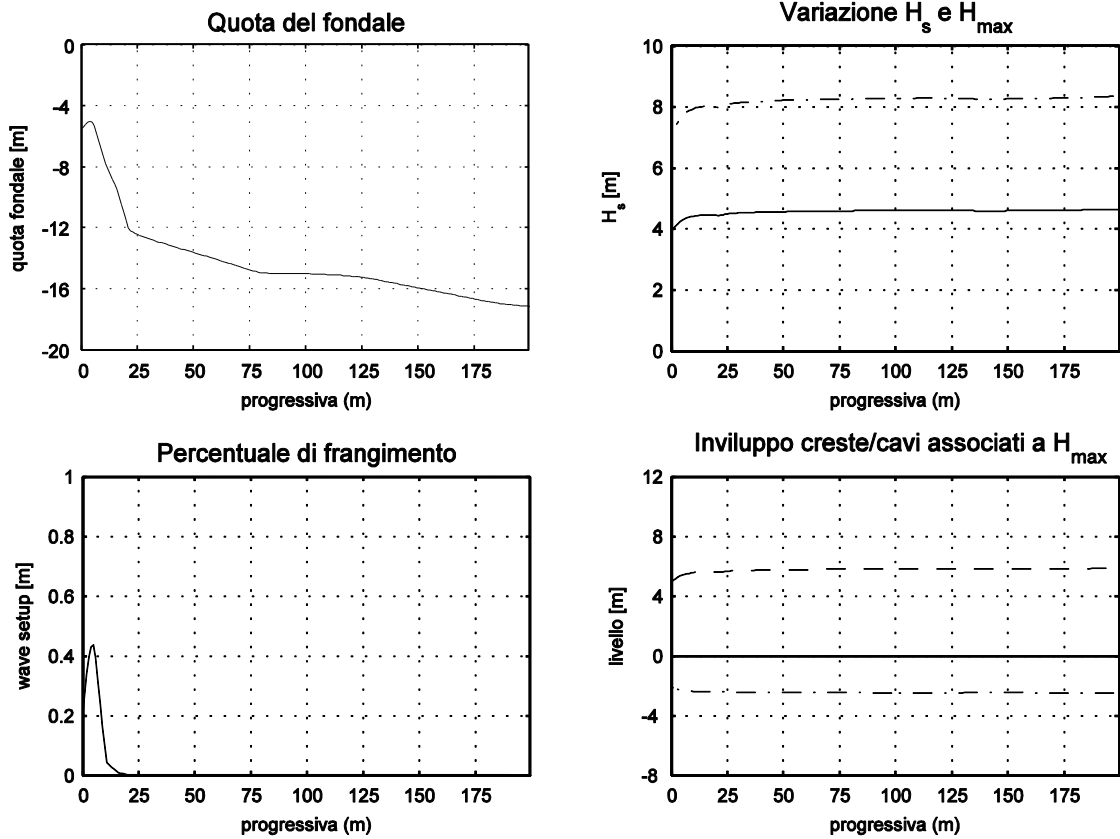 Quota del fondale
0
-4
-8
-12
-16
-20
quota fondale [m]
0 25 50 75 100 125 150 175
progressiva (m)
Variazione Hs e Hmax
10
8
6
4
2
0
Hs [m]
0 25 50 75 100 125 150 175
progressiva (m)
Percentuale di frangimento
1
0.8
0.6
0.4
0.2
0
wave setup [m]
0 25 50 75 100 125 150 175
progressiva (m)
Inviluppo creste/cavi associati a Hmax
12
8
4
0
-4
-8
livello [m]
0 25 50 75 100 125 150 175
progressiva (m)